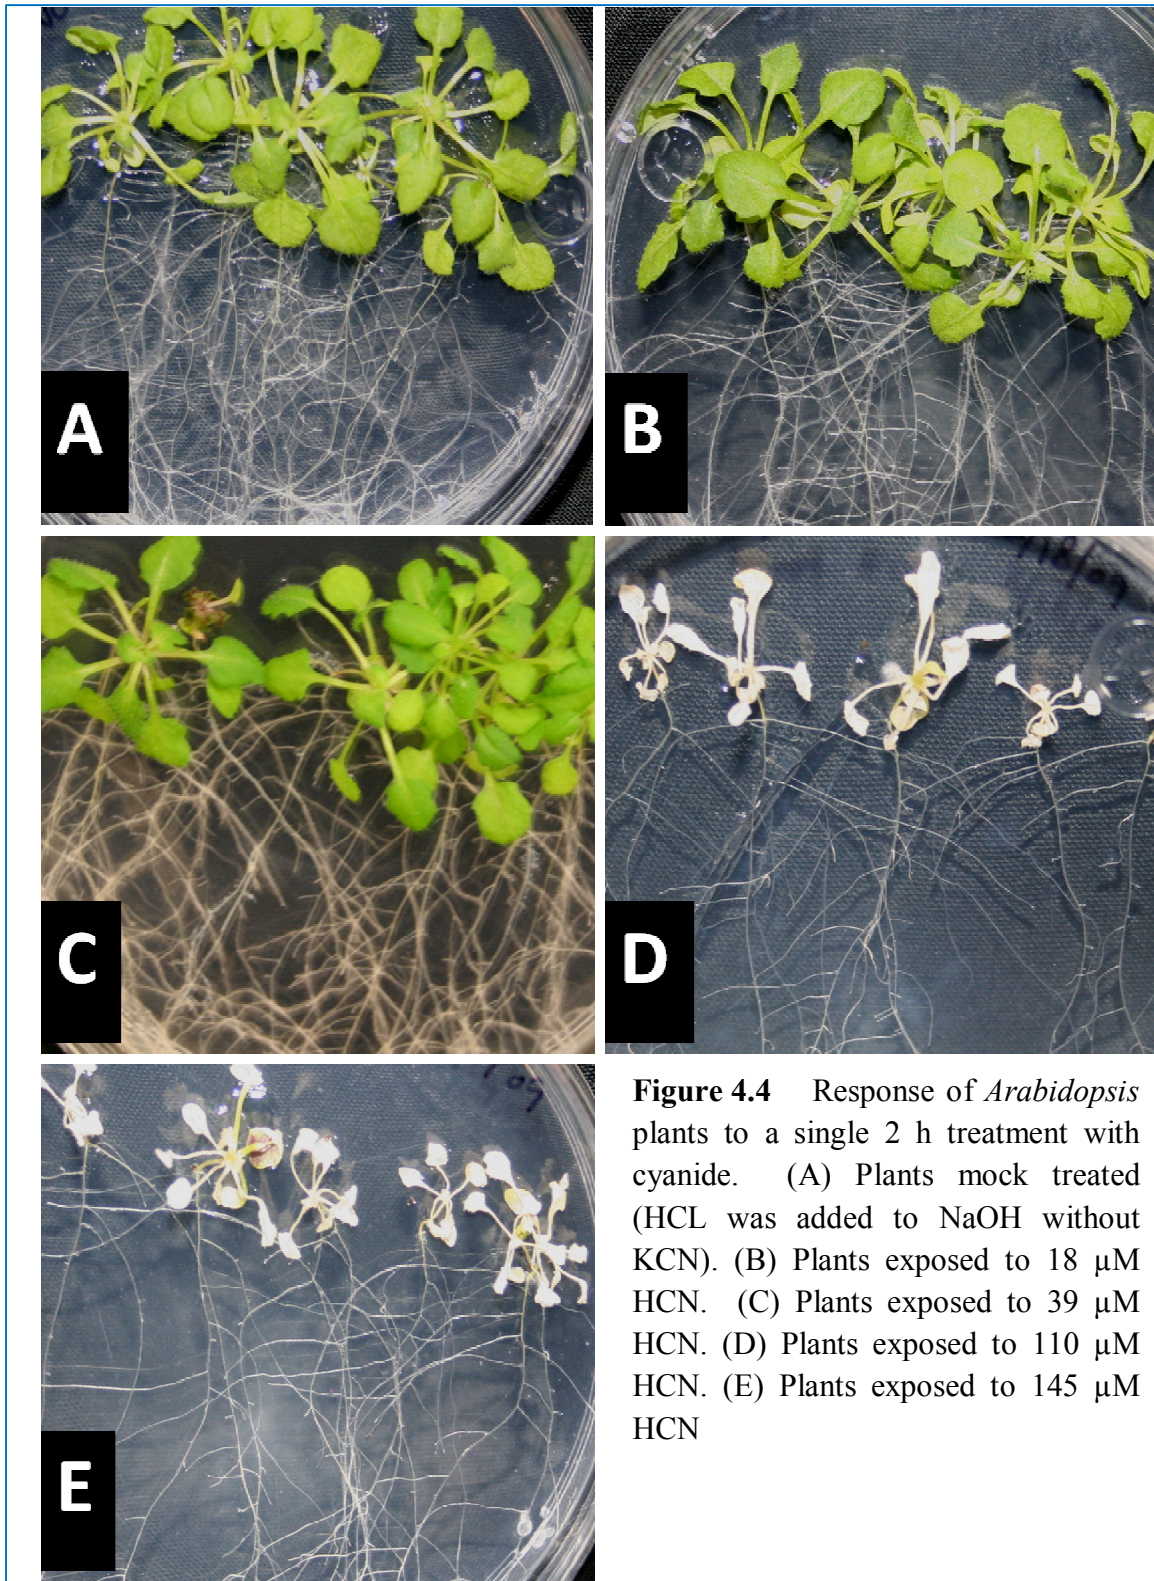 A
B
C
D
E
Figure 4.4 Response of Arabidopsis
plants to a single 2 h treatment with
cyanide. (A) Plants mock treated
(HCL was added to NaOH without
KCN). (B) Plants exposed to 18 µM
HCN. (C) Plants exposed to 39 µM
HCN. (D) Plants exposed to 110 µM
HCN. (E) Plants exposed to 145 µM
HCN